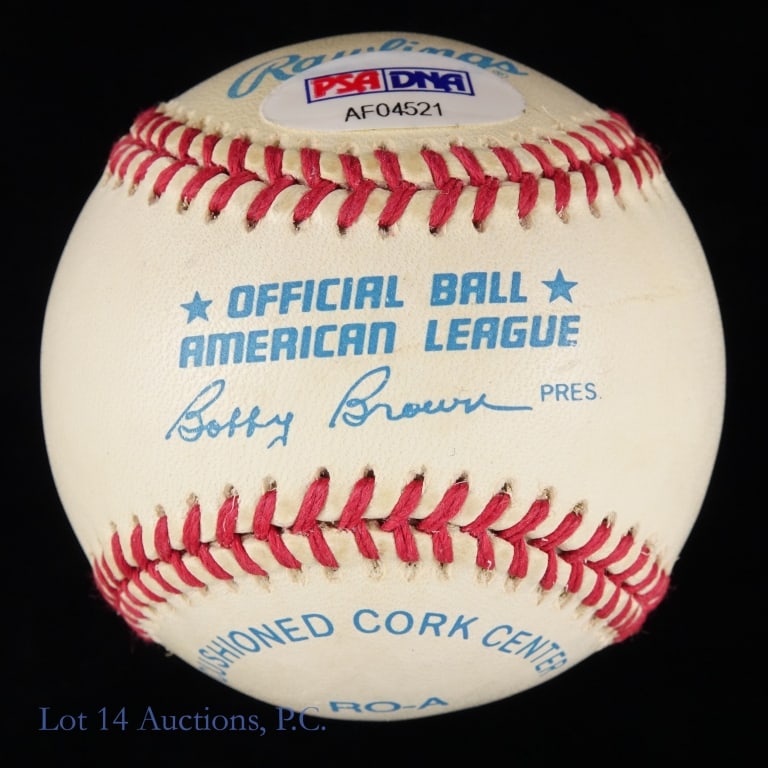 Rawlings®
PSA DNA
AF04521
★ OFFICIAL BALL ★
AMERICAN LEAGUE
Bobby Brown PRES.
CUSHIONED CORK CENTER
RO-A
Lot 14 Auctions, P.C.